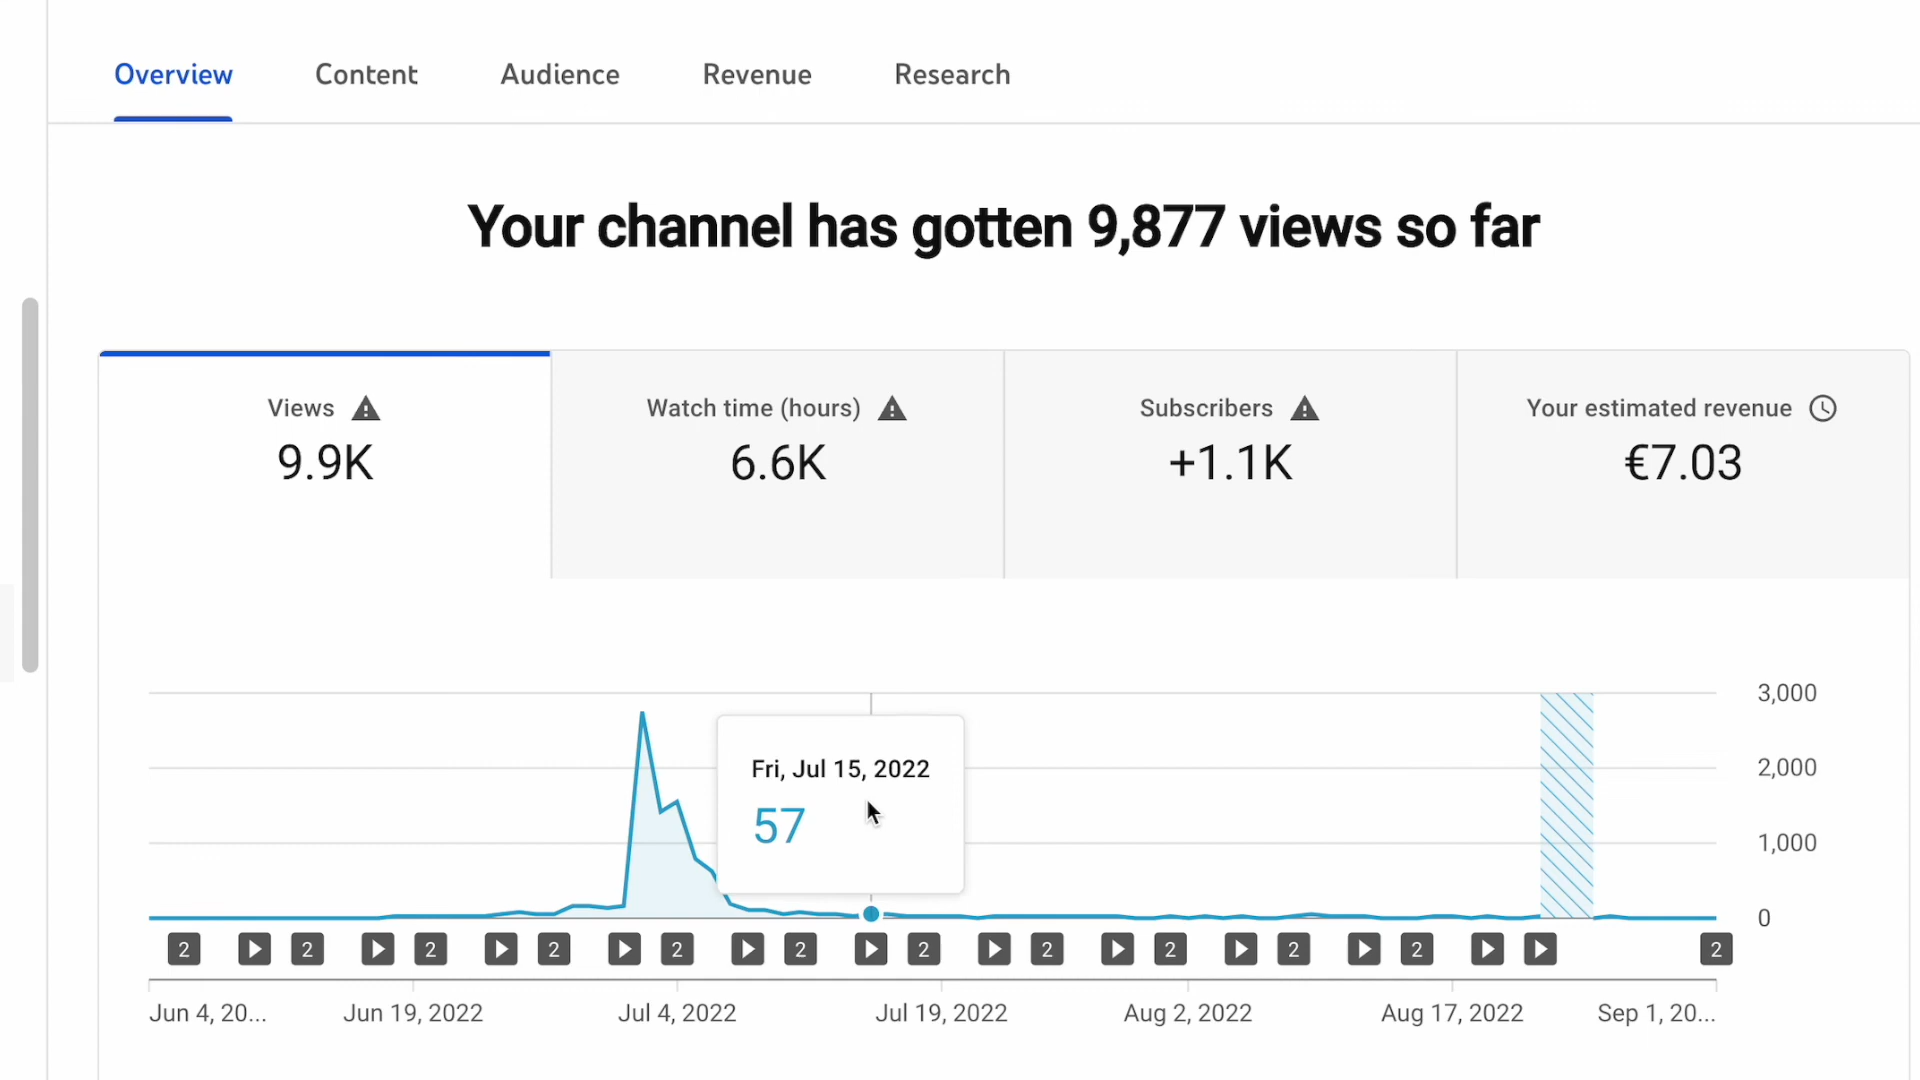 Overview Content Audience Revenue Research
Your channel has gotten 9,877 views so far
Views Watch time (hours) Subscribers Your estimated revenue
9.9K 6.6K +1.1K €7.03
3,000
Fri, Jul 15, 2022
2,000
57
1,000
0
2 2 2 2 2 2 2 2 2 2 2 2
Jun 4, 20... Jun 19, 2022 Jul 4, 2022 Jul 19, 2022 Aug 2, 2022 Aug 17, 2022 Sep 1, 20...